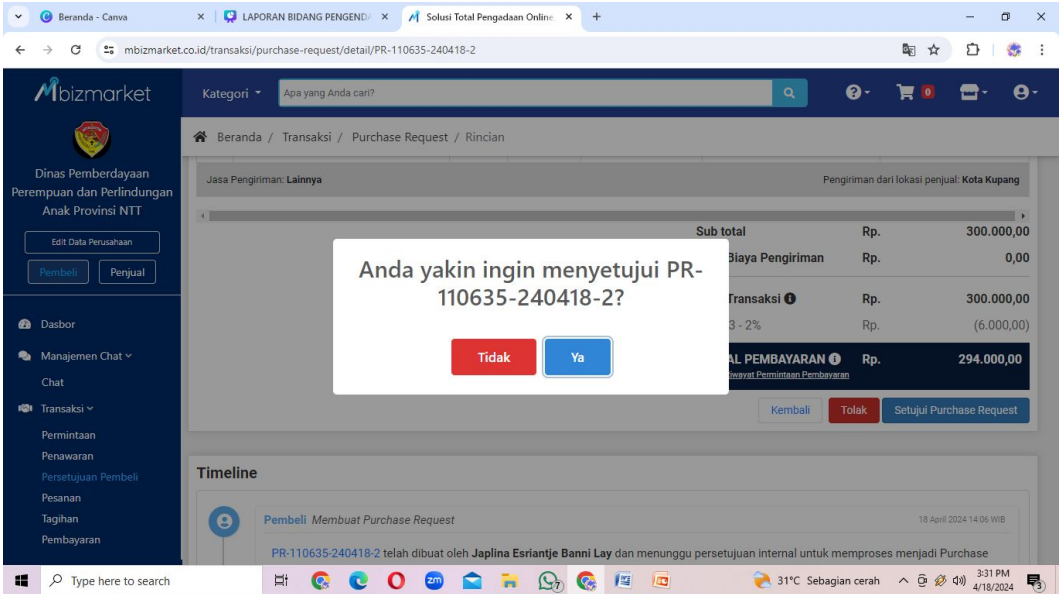 Beranda - Canva
LAPORAN BIDANG PENGENDA
Solusi Total Pengadaan Online,
mbizmarket.co.id/transaksi/purchase-request/detail/PR-110635-240418-2
Mbizmarket
Kategori
Apa yang Anda cari?
0
Beranda / Transaksi / Purchase Request / Rincian
Dinas Pemberdayaan
Perempuan dan Perlindungan
Anak Provinsi NTT
Edit Data Perusahaan
Pembeli
Penjual
Dasbor
Manajemen Chat
Chat
Transaksi
Permintaan
Penawaran
Persetujuan Pembeli
Pesanan
Tagihan
Pembayaran
Jasa Pengiriman: Lainnya
Pengiriman dari lokasi penjual: Kota Kupang
Sub total Rp. 300.000,00
Biaya Pengiriman Rp. 0,00
Transaksi Rp. 300.000,00
3 - 2% Rp. (6.000,00)
AL PEMBAYARAN Rp. 294.000,00
iwayat Permintaan Pembayaran
Anda yakin ingin menyetujui PR-
110635-240418-2?
Tidak
Ya
Kembali
Tolak
Setujui Purchase Request
Timeline
Pembeli Membuat Purchase Request
18 April 2024 14:06 WIB
PR-110635-240418-2 telah dibuat oleh Japlina Esriantje Banni Lay dan menunggu persetujuan internal untuk memproses menjadi Purchase
Type here to search
zm
7
31°C Sebagian cerah
3:31 PM
4/18/2024
3